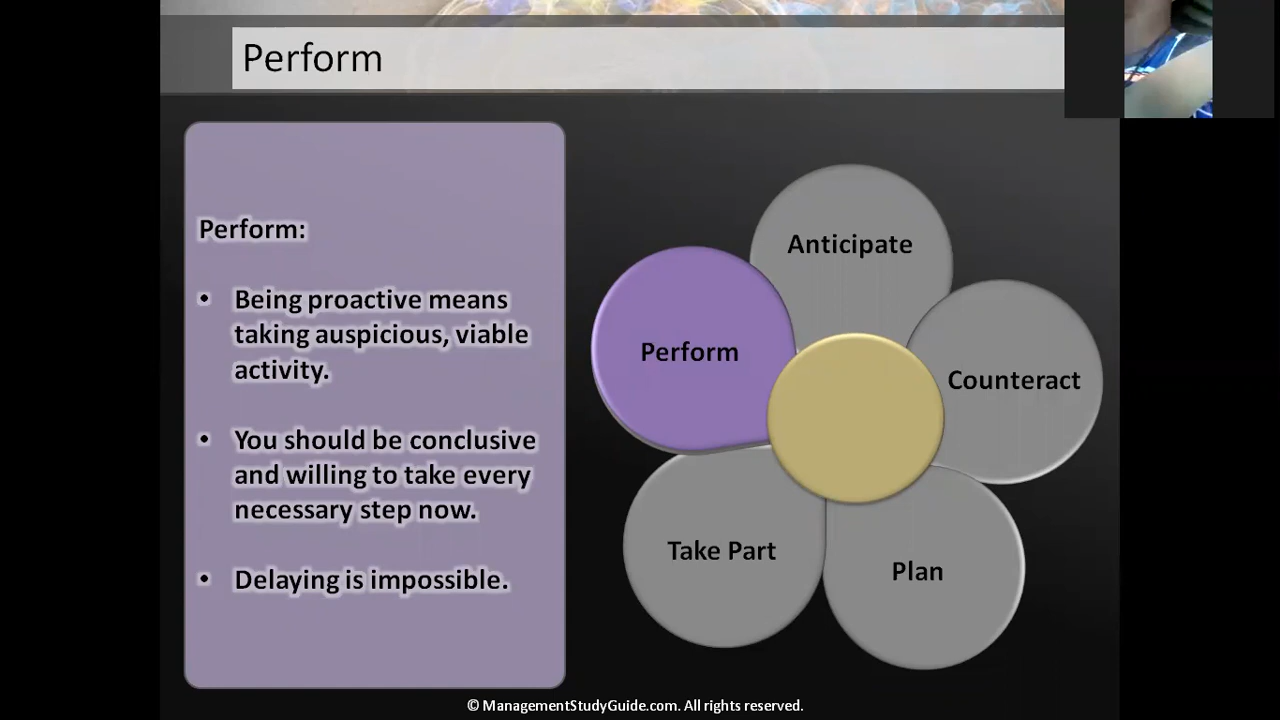 Perform
Perform:
• Being proactive means
taking auspicious, viable
activity.
• You should be conclusive
and willing to take every
necessary step now.
• Delaying is impossible.
Anticipate
Perform
Counteract
Take Part
Plan
© ManagementStudyGuide.com. All rights reserved.